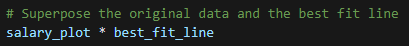 # Superpose the original data and the best fit line
salary_plot * best_fit_line